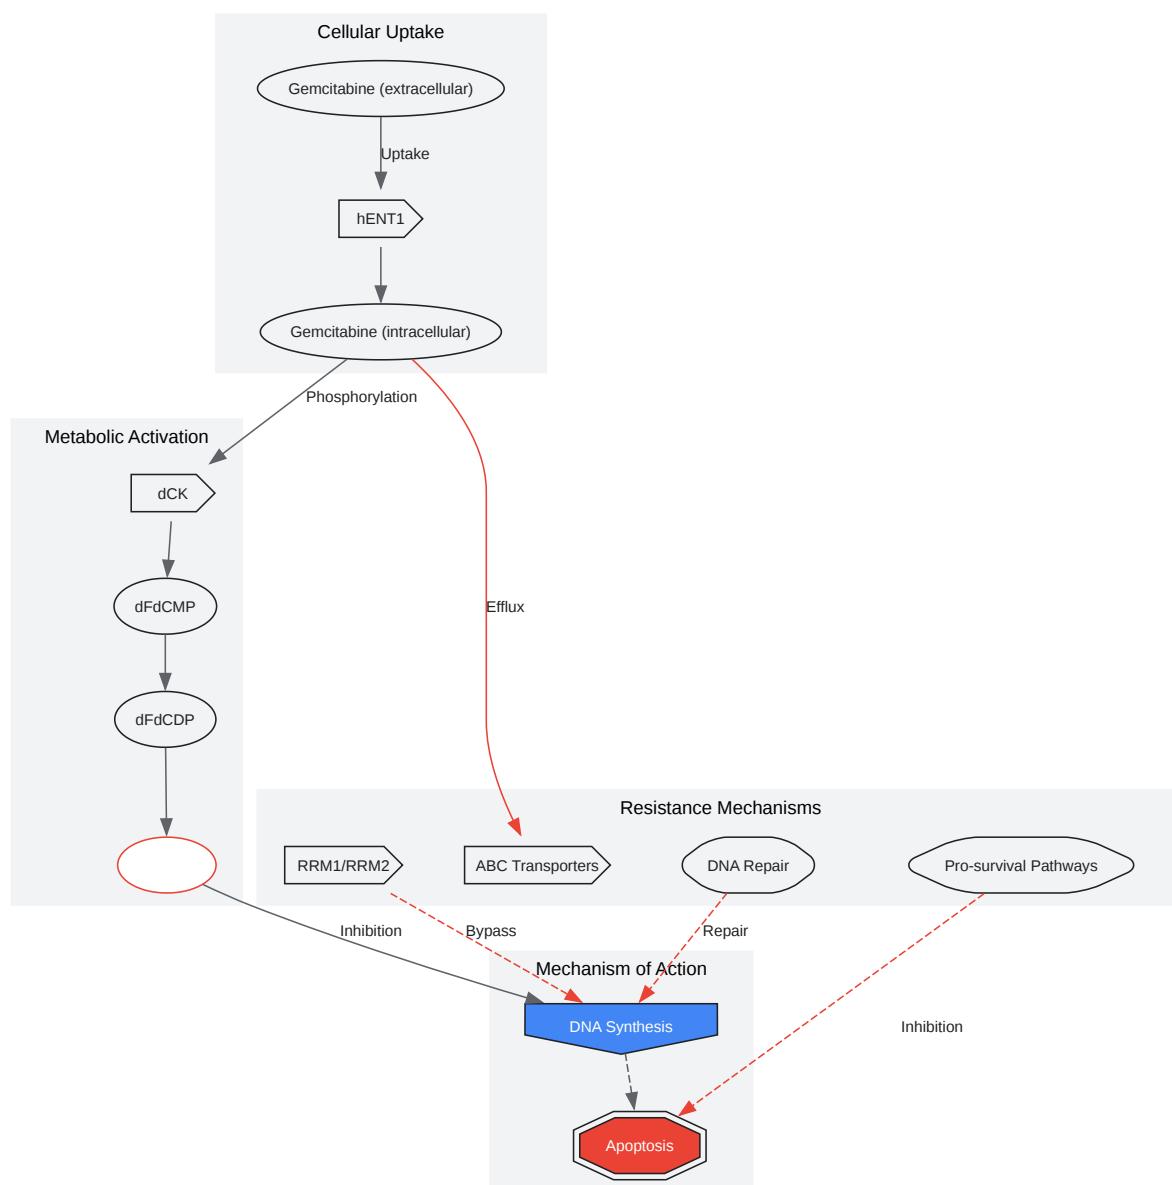 Cellular Uptake
Gemcitabine (extracellular)
Uptake
hENT1
Gemcitabine (intracellular)
Phosphorylation
Metabolic Activation
dCK
dFdCMP
Efflux
dFdCDP
Resistance Mechanisms
RRM1/RRM2
ABC Transporters
DNA Repair
Pro-survival Pathways
Inhibition
Bypass
Repair
Mechanism of Action
DNA Synthesis
Inhibition
Apoptosis